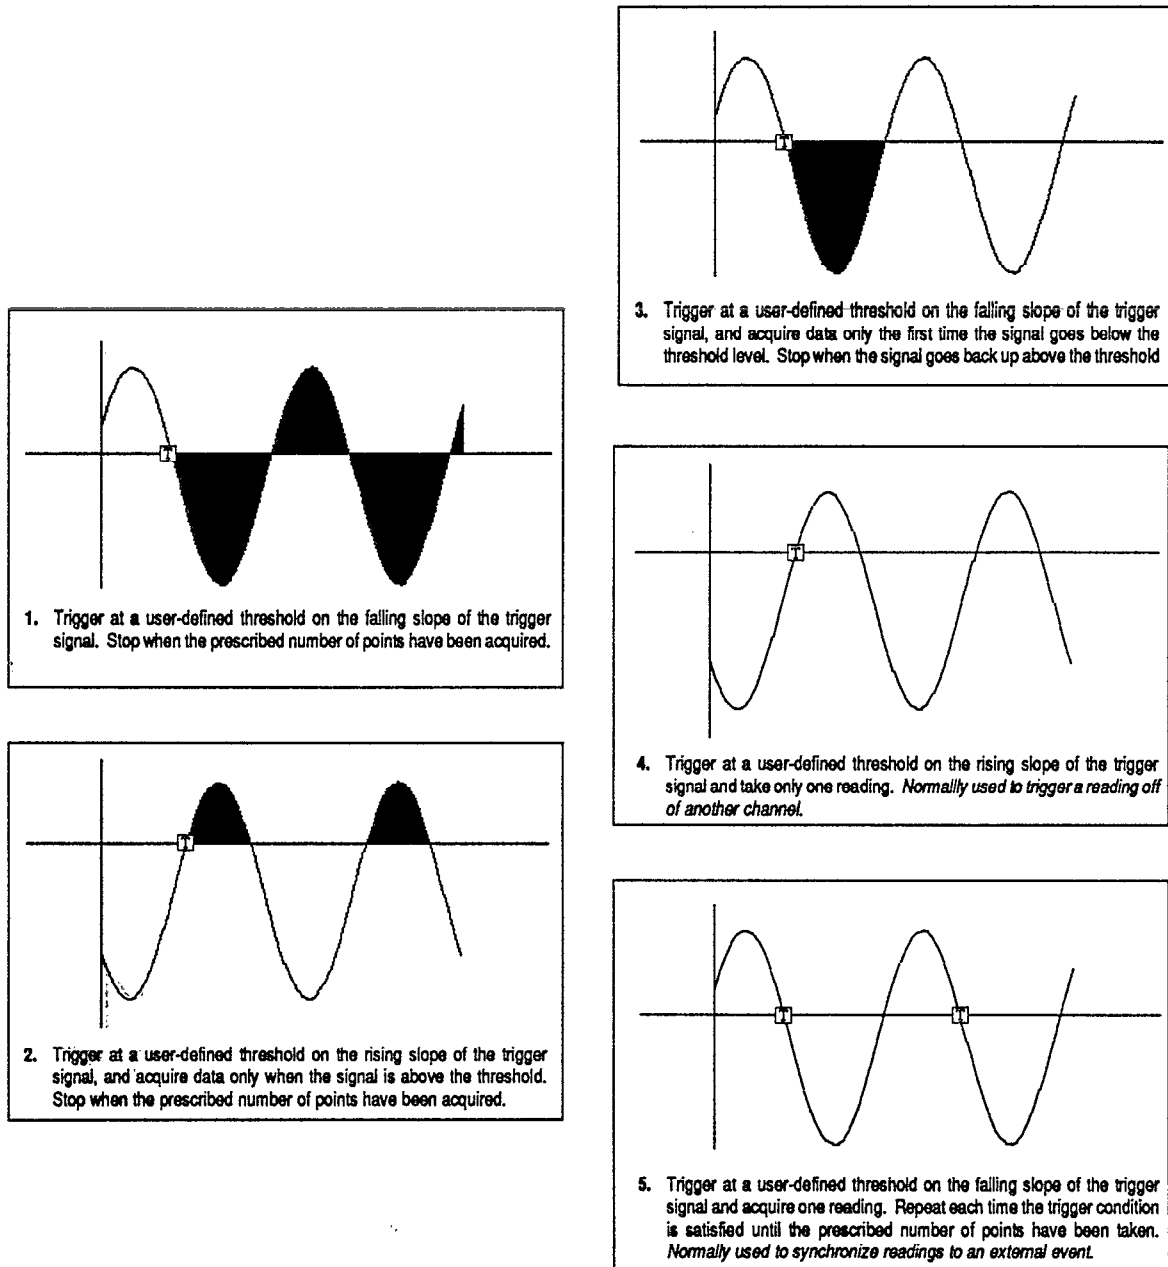 T
1. Trigger at a user-defined threshold on the falling slope of the trigger
signal. Stop when the prescribed number of points have been acquired.
T
2. Trigger at a user-defined threshold on the rising slope of the trigger
signal, and acquire data only when the signal is above the threshold.
Stop when the prescribed number of points have been acquired.
T
3. Trigger at a user-defined threshold on the falling slope of the trigger
signal, and acquire data only the first time the signal goes below the
threshold level. Stop when the signal goes back up above the threshold
T
4. Trigger at a user-defined threshold on the rising slope of the trigger
signal and take only one reading. Normallly used to trigger a reading off
of another channel.
T T
5. Trigger at a user-defined threshold on the falling slope of the trigger
signal and acquire one reading. Repeat each time the trigger condition
is satisfied until the prescribed number of points have been taken.
Normally used to synchronize readings to an external event.